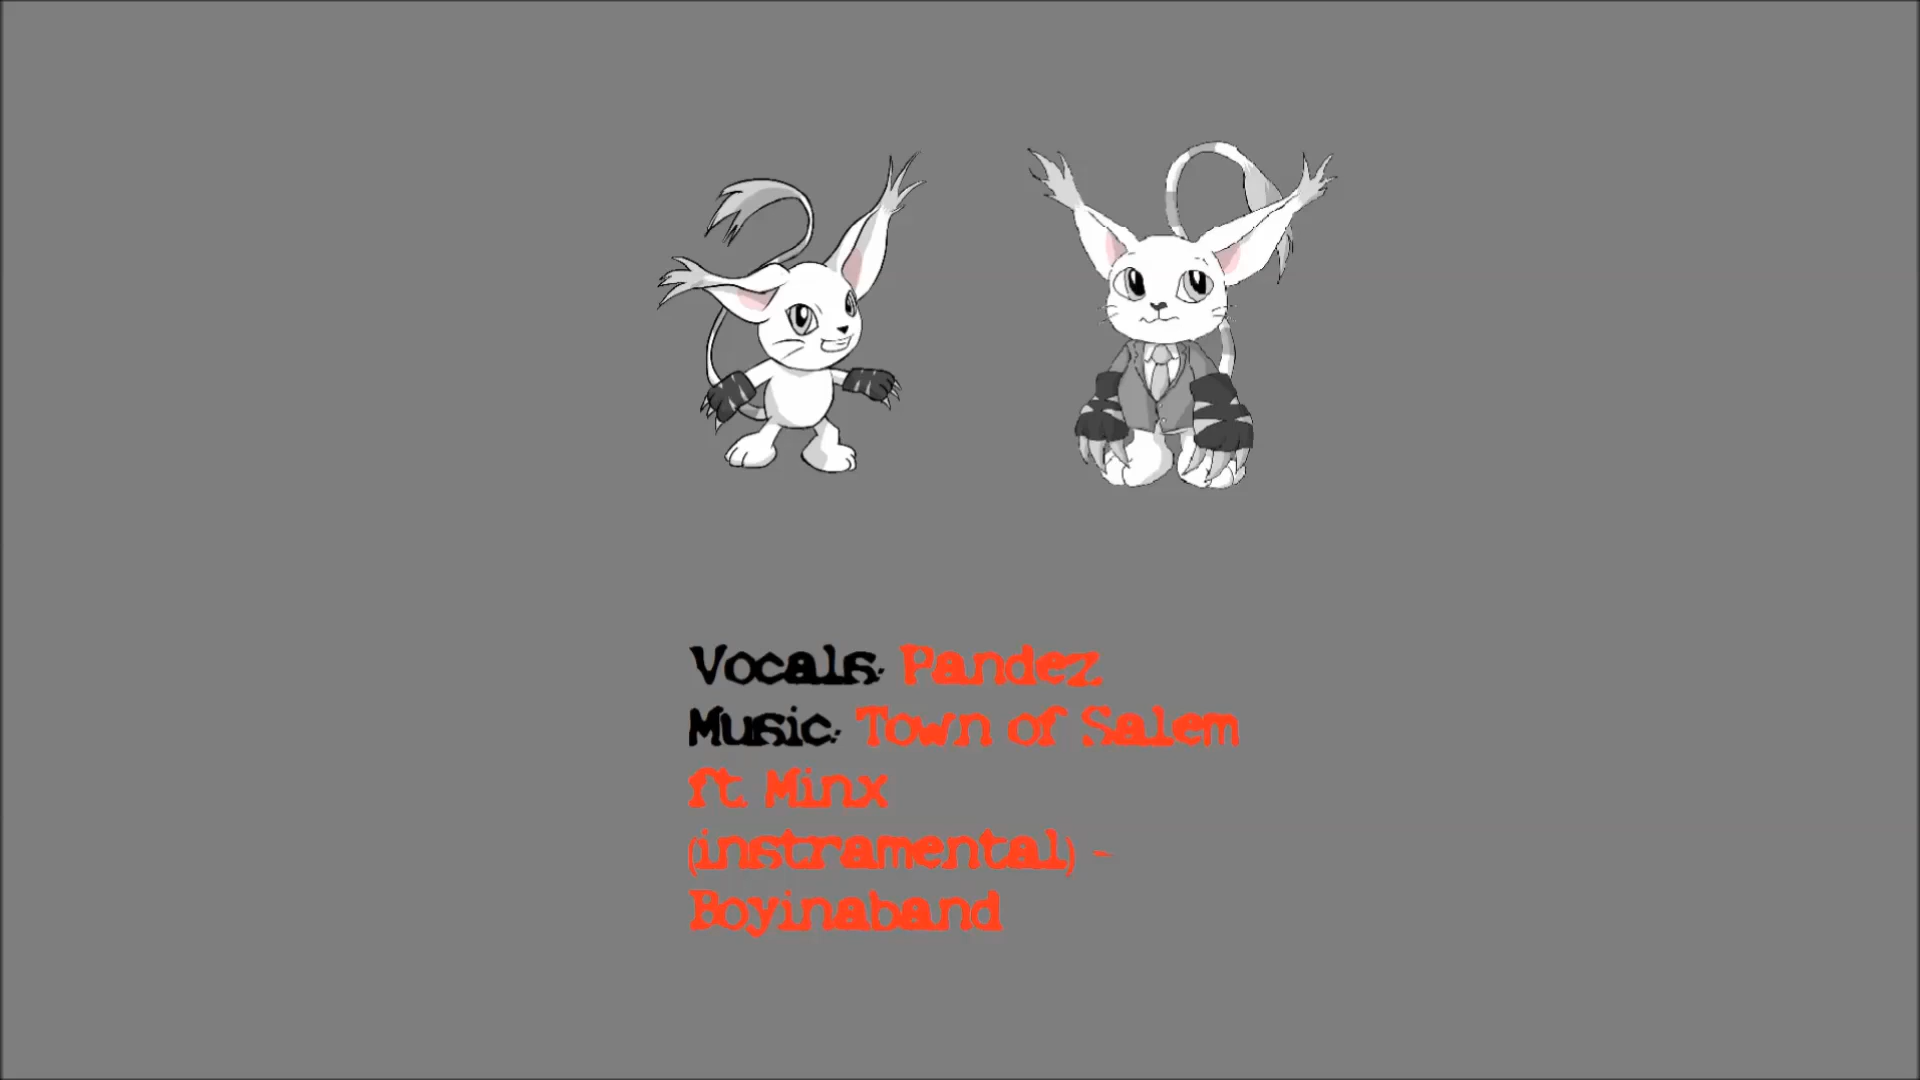 Vocals: Pandez
Music: Town of Salem
ft. Minx
(instramental) -
Boyinaband